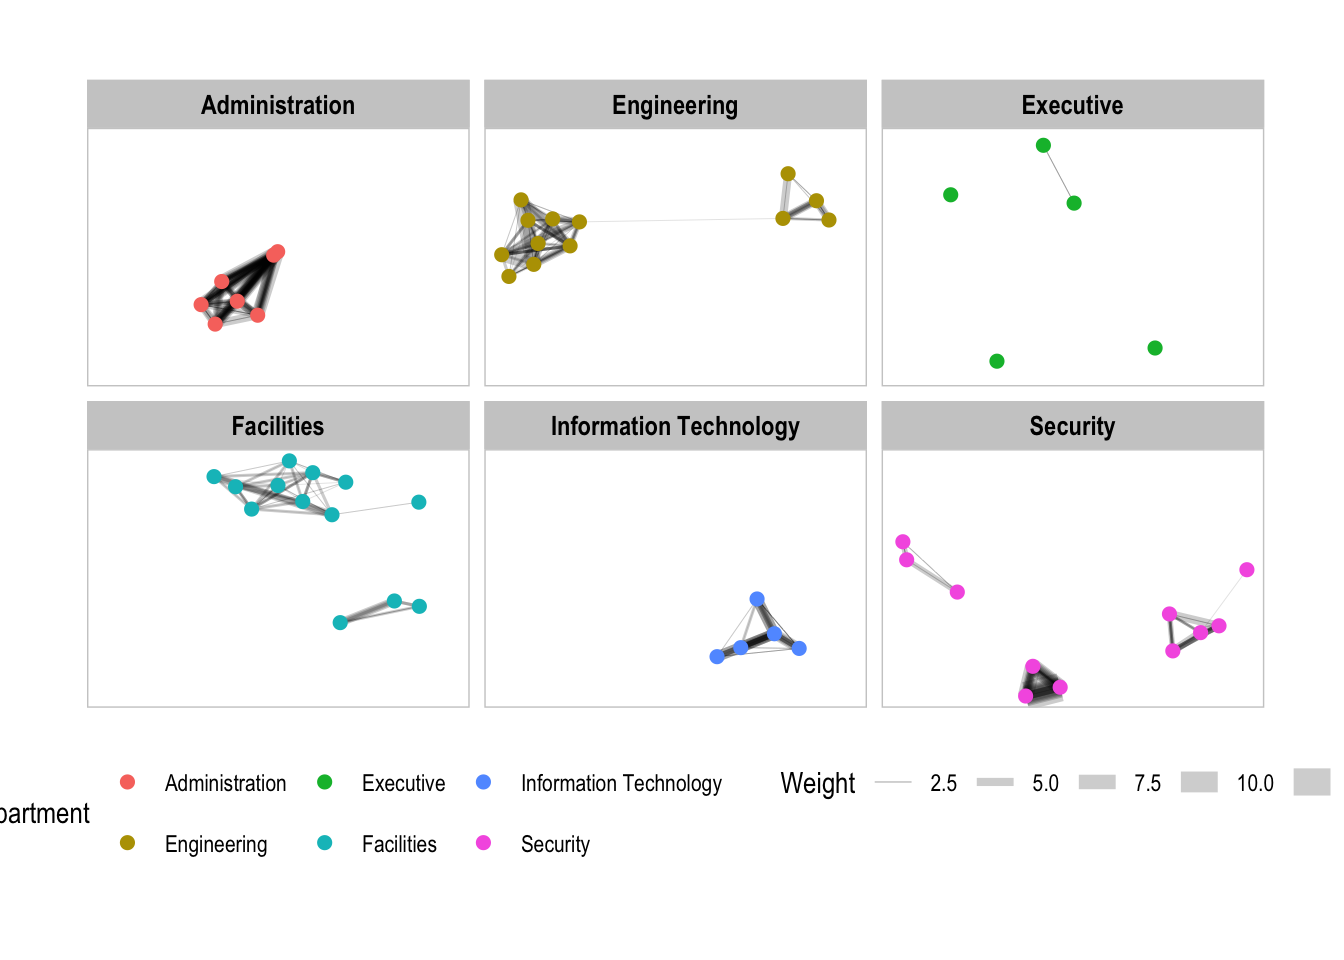 Administration
Engineering
Executive
Facilities
Information Technology
Security
partment
Administration
Executive
Information Technology
Engineering
Facilities
Security
Weight
2.5
5.0
7.5
10.0